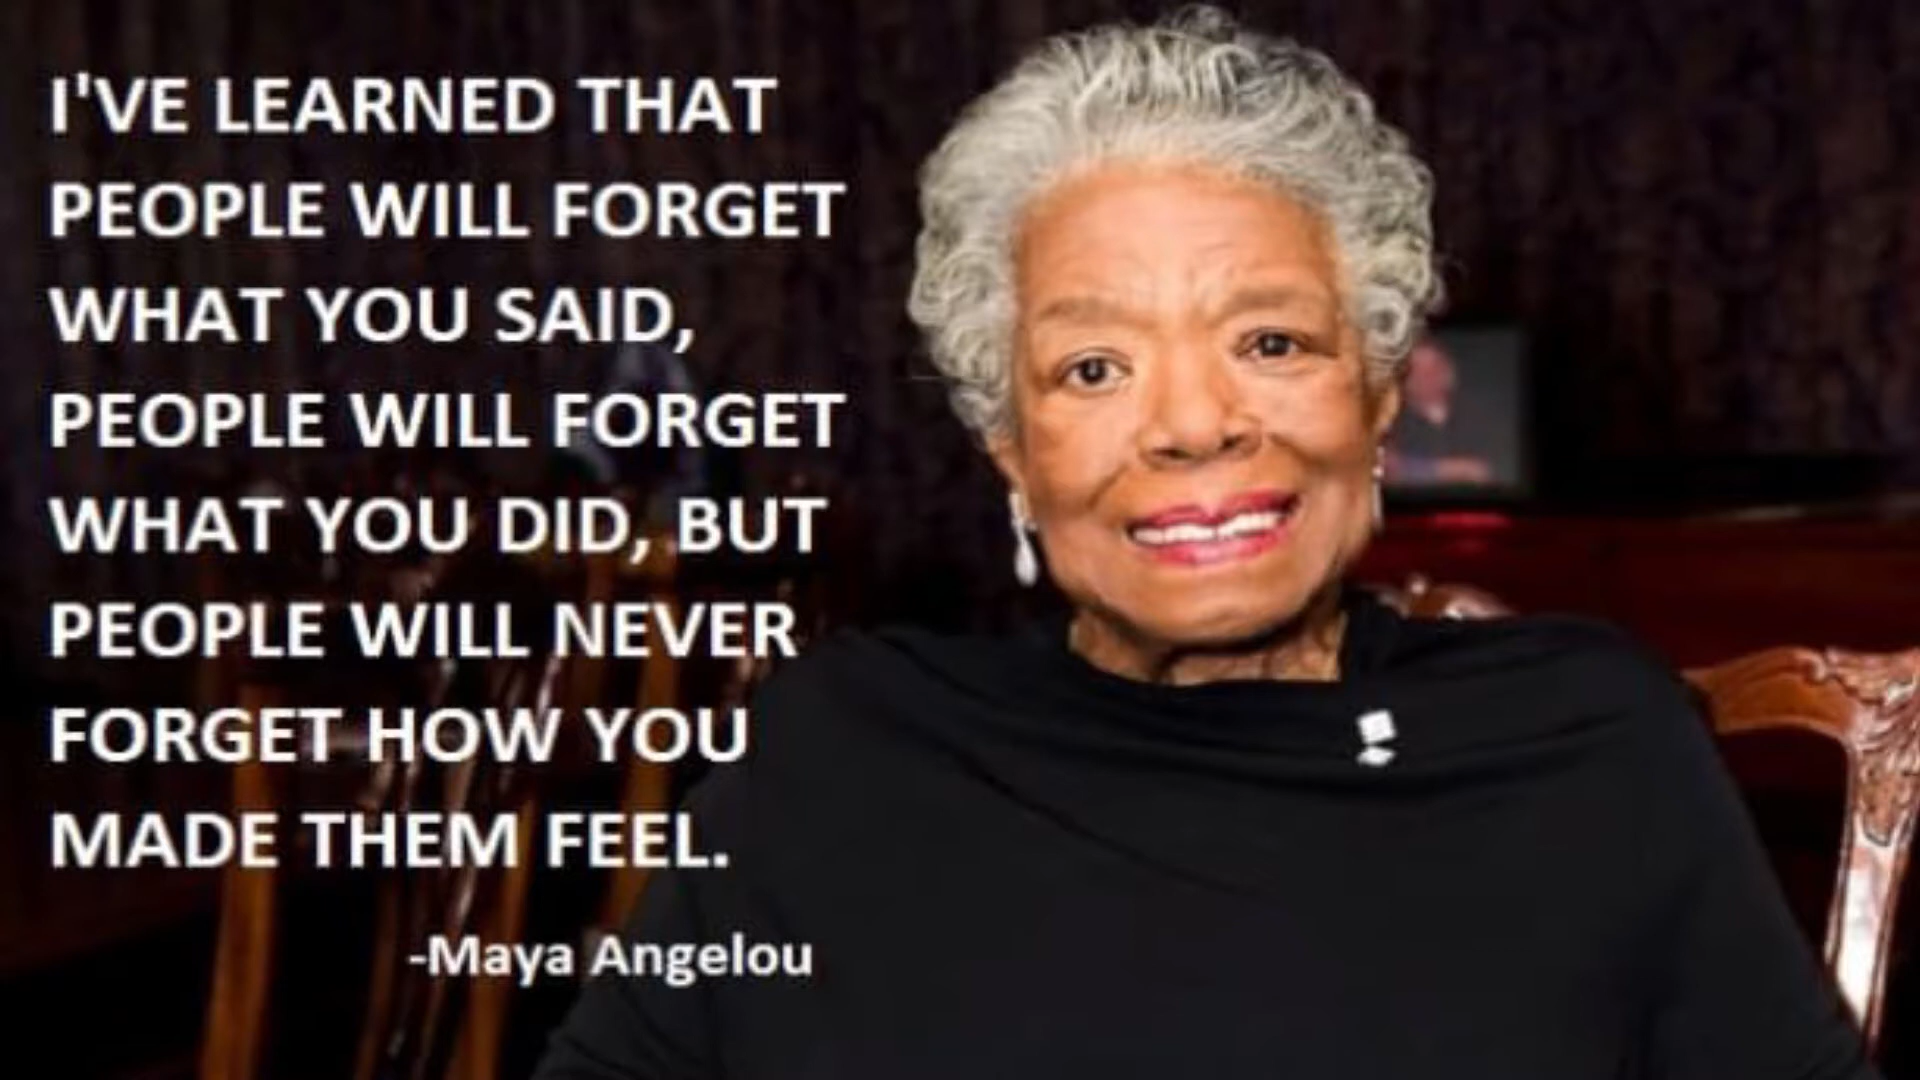 I'VE LEARNED THAT
PEOPLE WILL FORGET
WHAT YOU SAID,
PEOPLE WILL FORGET
WHAT YOU DID, BUT
PEOPLE WILL NEVER
FORGET HOW YOU
MADE THEM FEEL.
-Maya Angelou